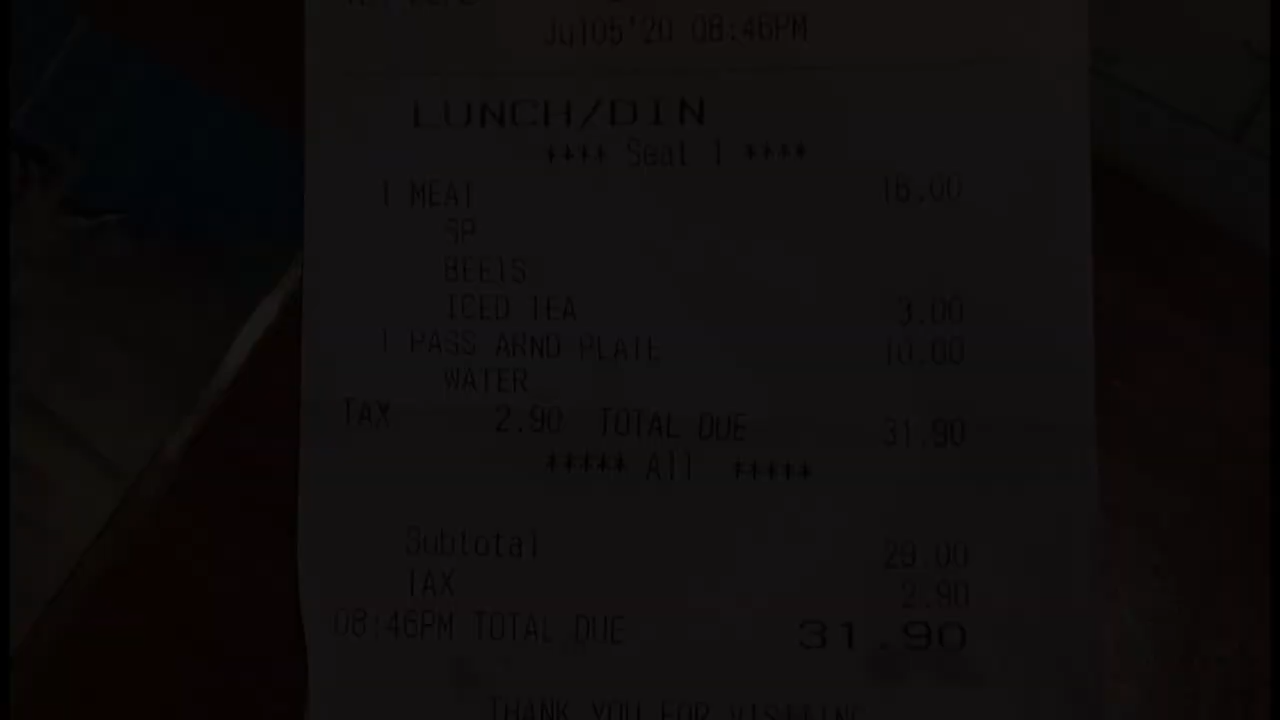 Jul05'20 08:46PM
LUNCH/DIN
**** Seat 1 ****
1 MEAT 16.00
SP
BEETS
ICED TEA 3.00
1 PASS ARND PLATE 10.00
WATER
TAX 2.90 TOTAL DUE 31.90
***** All *****
Subtotal 29.00
TAX 2.90
08:46PM TOTAL DUE 31.90
THANK YOU FOR VISITING